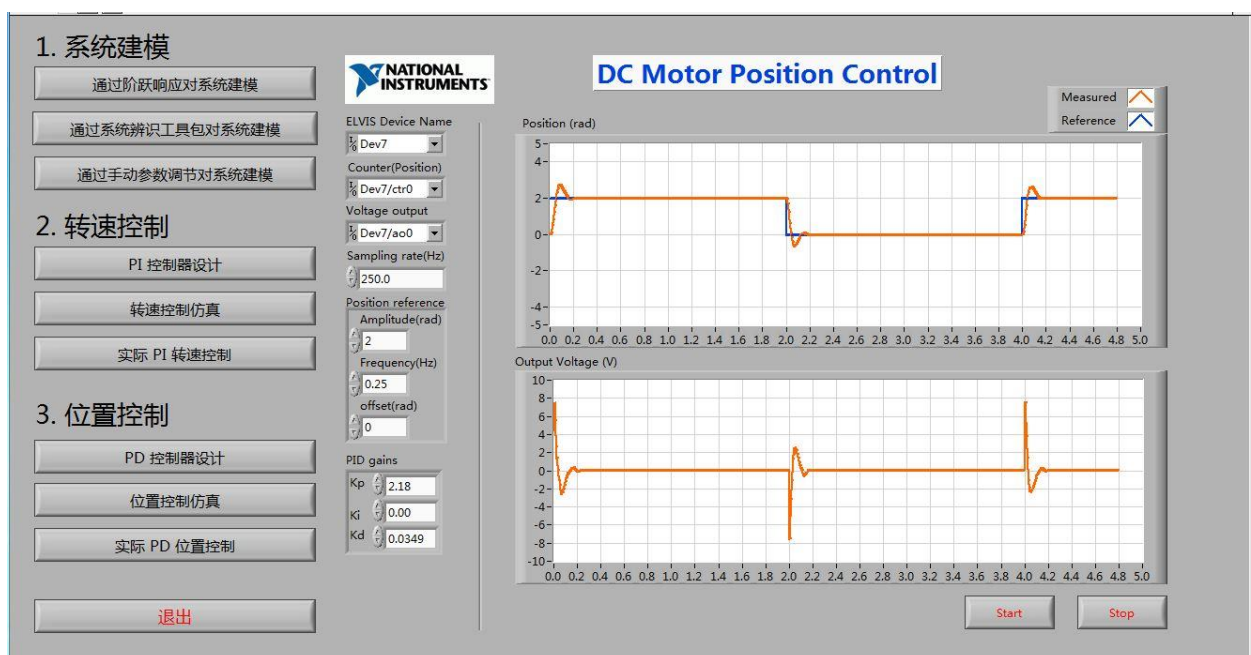 1. 系统建模
通过阶跃响应对系统建模
通过系统辨识工具包对系统建模
通过手动参数调节对系统建模
2. 转速控制
PI 控制器设计
转速控制仿真
实际 PI 转速控制
3. 位置控制
PD 控制器设计
位置控制仿真
实际 PD 位置控制
退出
NATIONAL
INSTRUMENTS
ELVIS Device Name
Dev7
Counter(Position)
Dev7/ctr0
Voltage output
Dev7/ao0
Sampling rate(Hz)
250.0
Position reference
Amplitude(rad)
2
Frequency(Hz)
0.25
offset(rad)
0
PID gains
Kp 2.18
Ki 0.00
Kd 0.0349
DC Motor Position Control
Measured
Reference
Position (rad)
5
4
2
0
-2
-4
-5
0.0 0.2 0.4 0.6 0.8 1.0 1.2 1.4 1.6 1.8 2.0 2.2 2.4 2.6 2.8 3.0 3.2 3.4 3.6 3.8 4.0 4.2 4.4 4.6 4.8 5.0
Output Voltage (V)
10
8
6
4
2
0
-2
-4
-6
-8
-10
0.0 0.2 0.4 0.6 0.8 1.0 1.2 1.4 1.6 1.8 2.0 2.2 2.4 2.6 2.8 3.0 3.2 3.4 3.6 3.8 4.0 4.2 4.4 4.6 4.8 5.0
Start
Stop